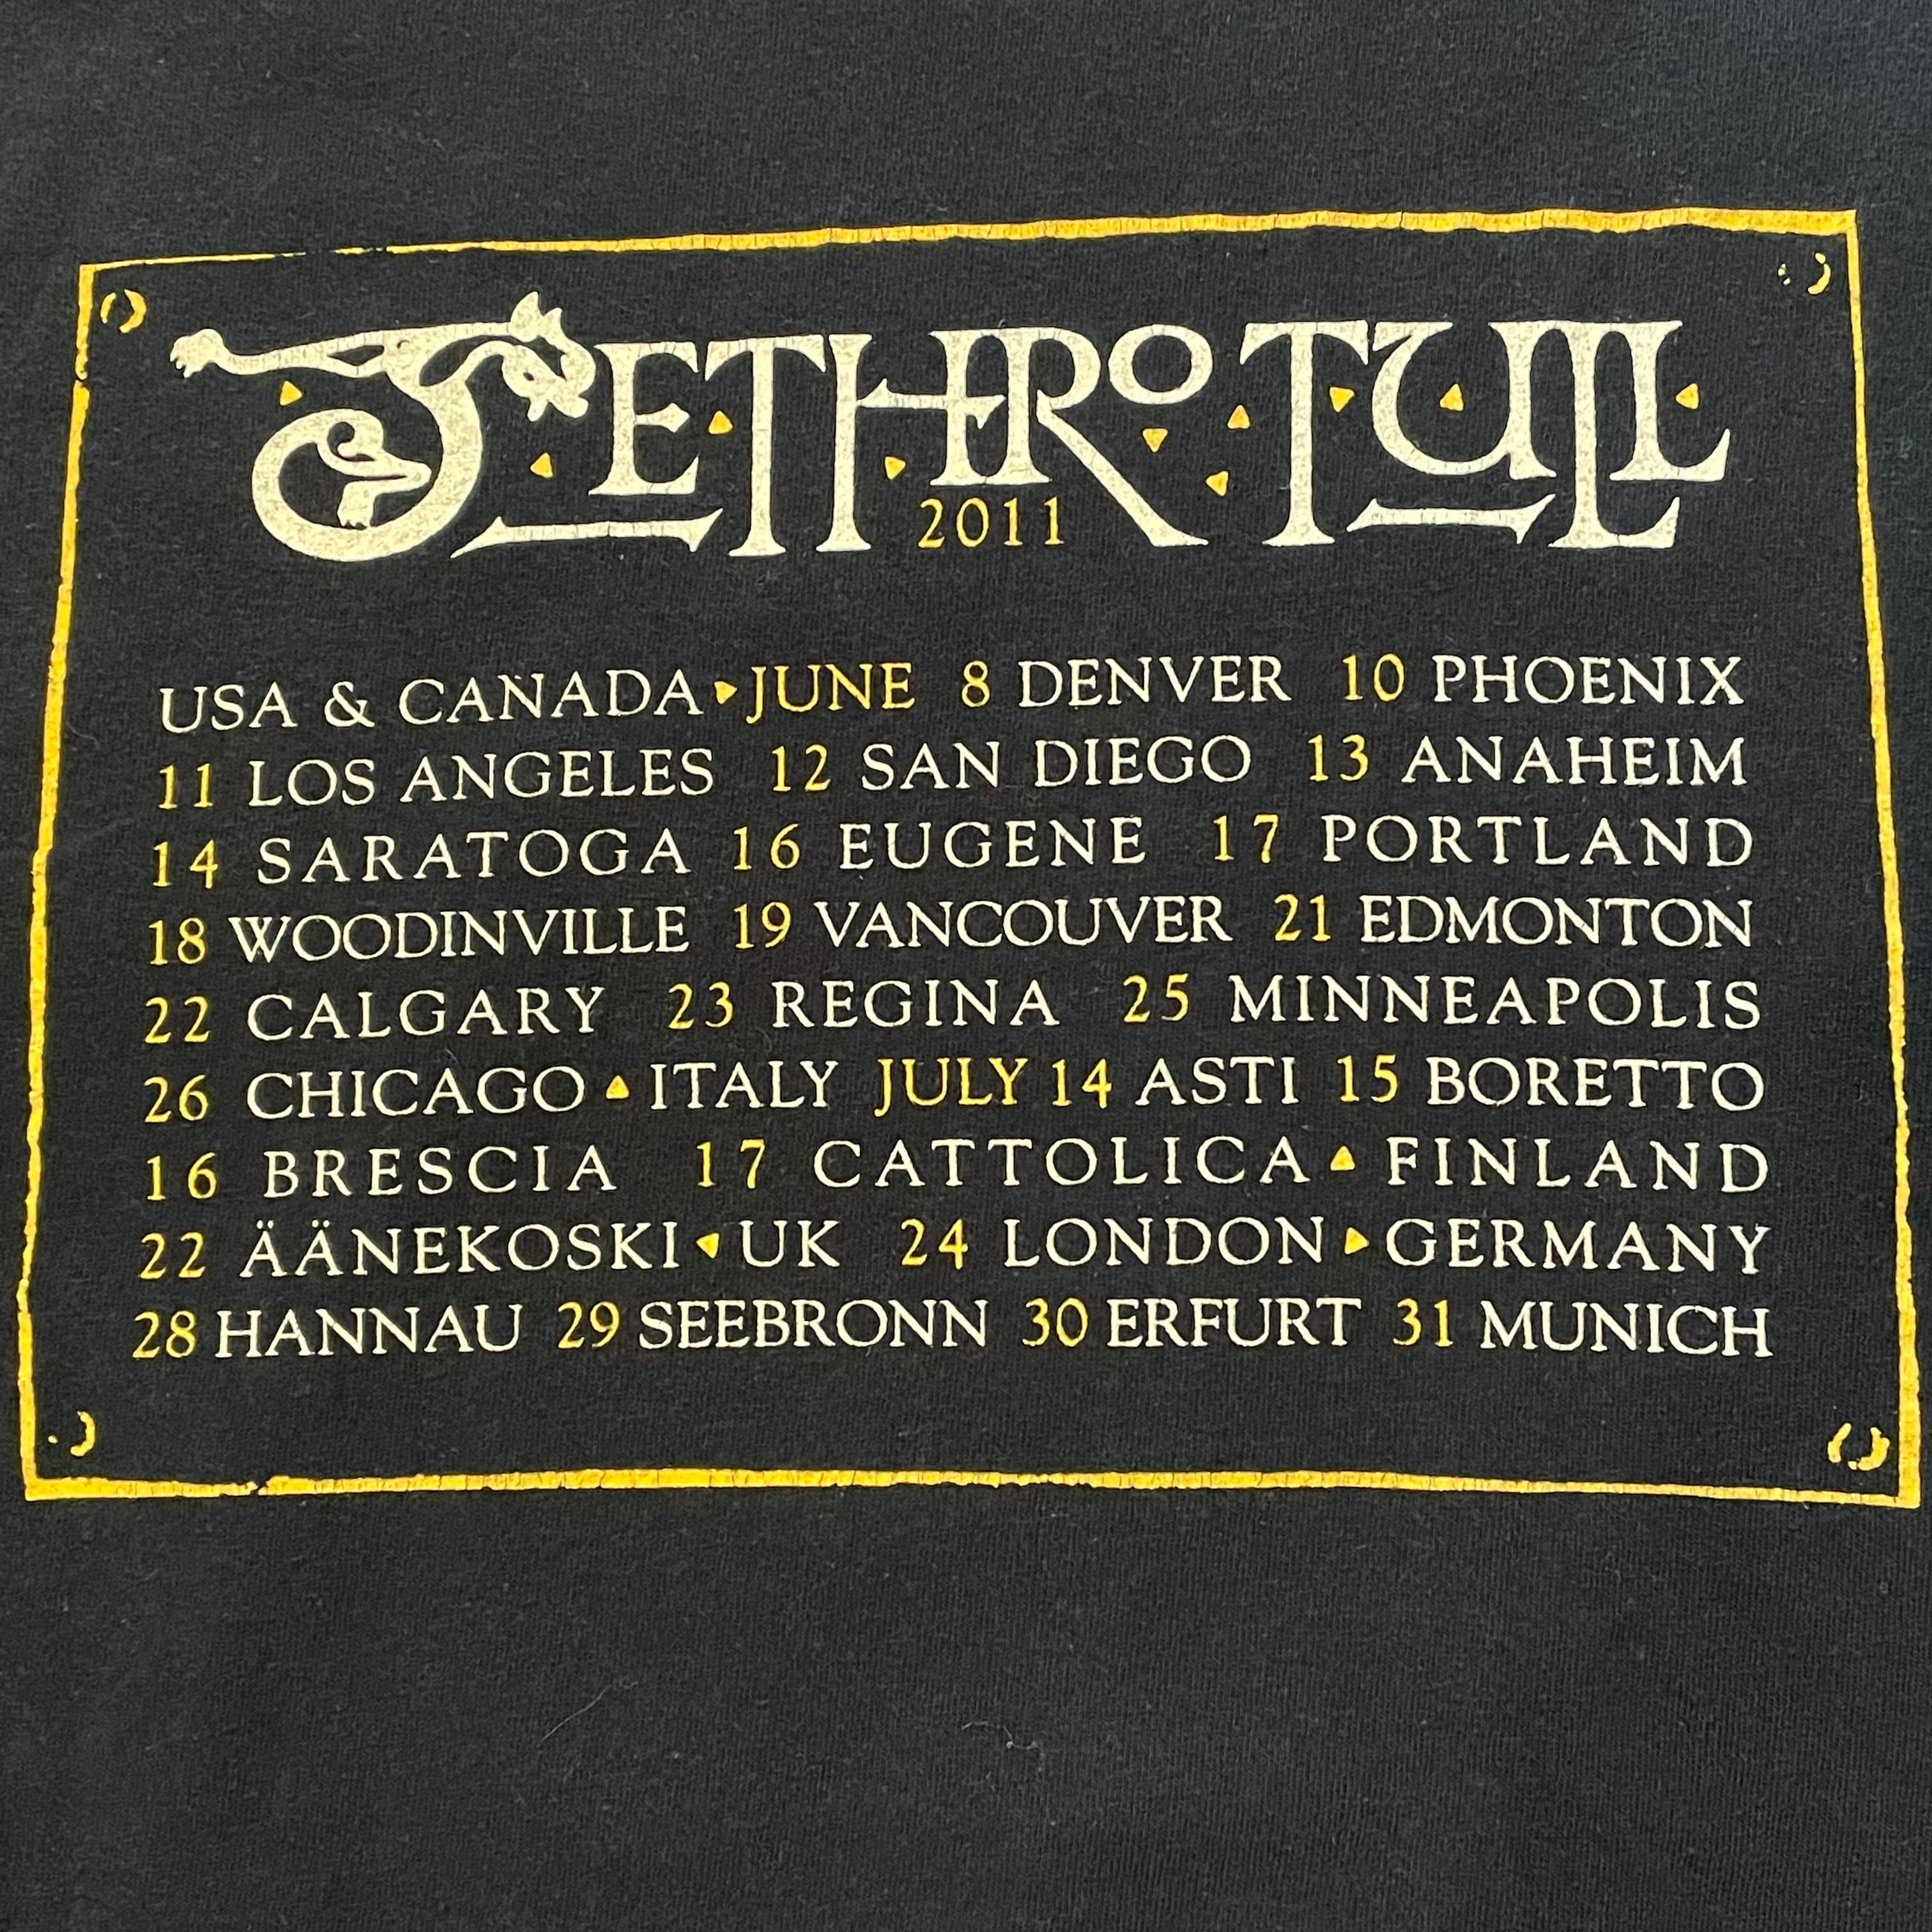 JETHRO TULL
2011
USA & CANADA JUNE 8 DENVER 10 PHOENIX
11 LOS ANGELES 12 SAN DIEGO 13 ANAHEIM
14 SARATOGA 16 EUGENE 17 PORTLAND
18 WOODINVILLE 19 VANCOUVER 21 EDMONTON
22 CALGARY 23 REGINA 25 MINNEAPOLIS
26 CHICAGO ITALY JULY 14 ASTI 15 BORETTO
16 BRESCIA 17 CATTOLICA FINLAND
22 ÄÄNEKOSKI UK 24 LONDON GERMANY
28 HANNAU 29 SEEBRONN 30 ERFURT 31 MUNICH